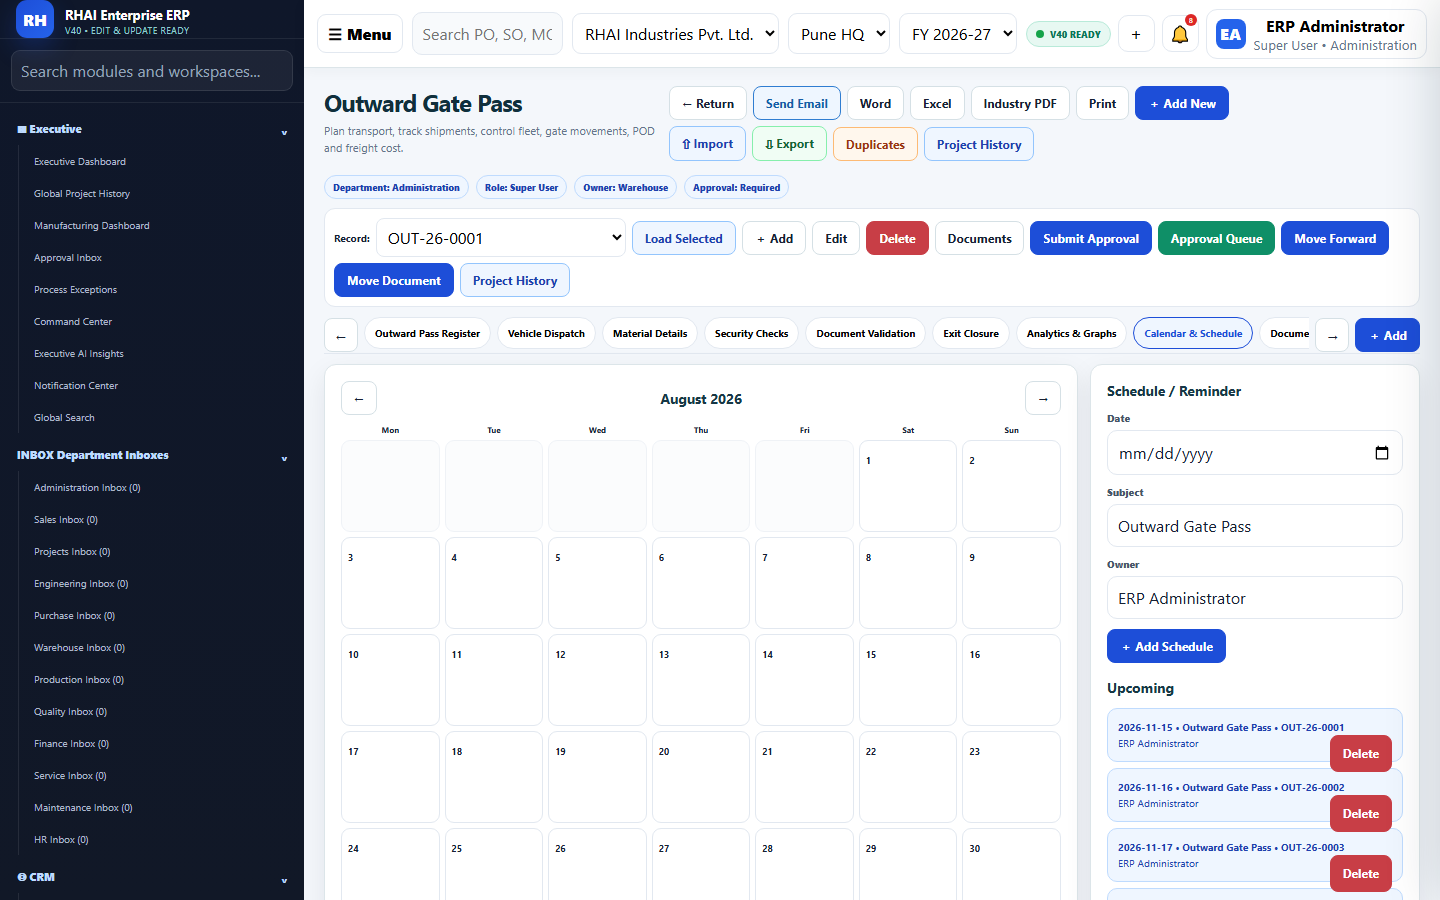 RH
RHAI Enterprise ERP
V40 • EDIT & UPDATE READY
Search modules and workspaces...
Executive
Executive Dashboard
Global Project History
Manufacturing Dashboard
Approval Inbox
Process Exceptions
Command Center
Executive AI Insights
Notification Center
Global Search
INBOX Department Inboxes
Administration Inbox (0)
Sales Inbox (0)
Projects Inbox (0)
Engineering Inbox (0)
Purchase Inbox (0)
Warehouse Inbox (0)
Production Inbox (0)
Quality Inbox (0)
Finance Inbox (0)
Service Inbox (0)
Maintenance Inbox (0)
HR Inbox (0)
CRM
☰ Menu
Search PO, SO, MC
RHAI Industries Pvt. Ltd.
Pune HQ
FY 2026-27
V40 READY
+
8
EA
ERP Administrator
Super User • Administration
Outward Gate Pass
Plan transport, track shipments, control fleet, gate movements, POD
and freight cost.
← Return
Send Email
Word
Excel
Industry PDF
Print
+ Add New
⇧ Import
⇩ Export
Duplicates
Project History
Department: Administration
Role: Super User
Owner: Warehouse
Approval: Required
Record:
OUT-26-0001
Load Selected
+ Add
Edit
Delete
Documents
Submit Approval
Approval Queue
Move Forward
Move Document
Project History
←
Outward Pass Register
Vehicle Dispatch
Material Details
Security Checks
Document Validation
Exit Closure
Analytics & Graphs
Calendar & Schedule
Docume
→
+ Add
←
August 2026
→
Mon Tue Wed Thu Fri Sat Sun
1 2
3 4 5 6 7 8 9
10 11 12 13 14 15 16
17 18 19 20 21 22 23
24 25 26 27 28 29 30
Schedule / Reminder
Date
mm/dd/yyyy
Subject
Outward Gate Pass
Owner
ERP Administrator
+ Add Schedule
Upcoming
2026-11-15 • Outward Gate Pass • OUT-26-0001
ERP Administrator
Delete
2026-11-16 • Outward Gate Pass • OUT-26-0002
ERP Administrator
Delete
2026-11-17 • Outward Gate Pass • OUT-26-0003
ERP Administrator
Delete